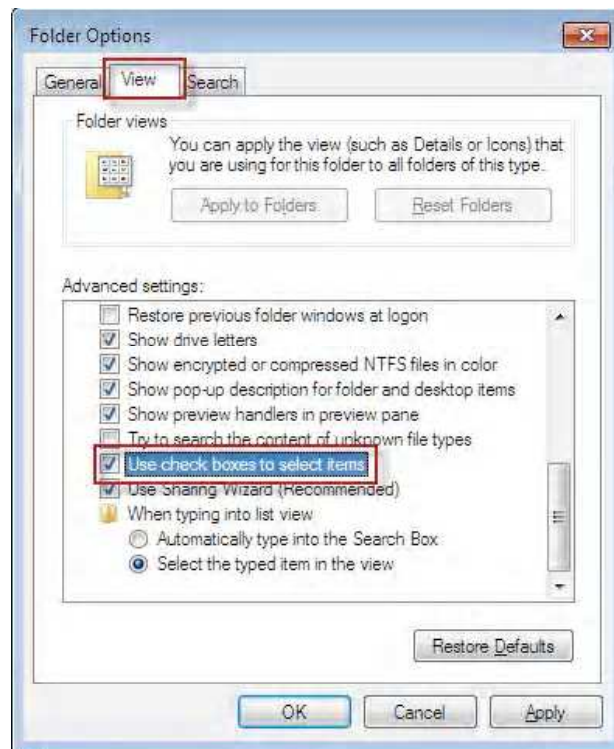 Folder Options
General
View
Search
Folder views
You can apply the view (such as Details or Icons) that
you are using for this folder to all folders of this type.
Apply to Folders
Reset Folders
Advanced settings:
Restore previous folder windows at logon
Show drive letters
Show encrypted or compressed NTFS files in color
Show pop-up description for folder and desktop items
Show preview handlers in preview pane
Try to search the content of unknown file types
Use check boxes to select items
Use Sharing Wizard (Recommended)
When typing into list view
Automatically type into the Search Box
Select the typed item in the view
Restore Defaults
OK
Cancel
Apply